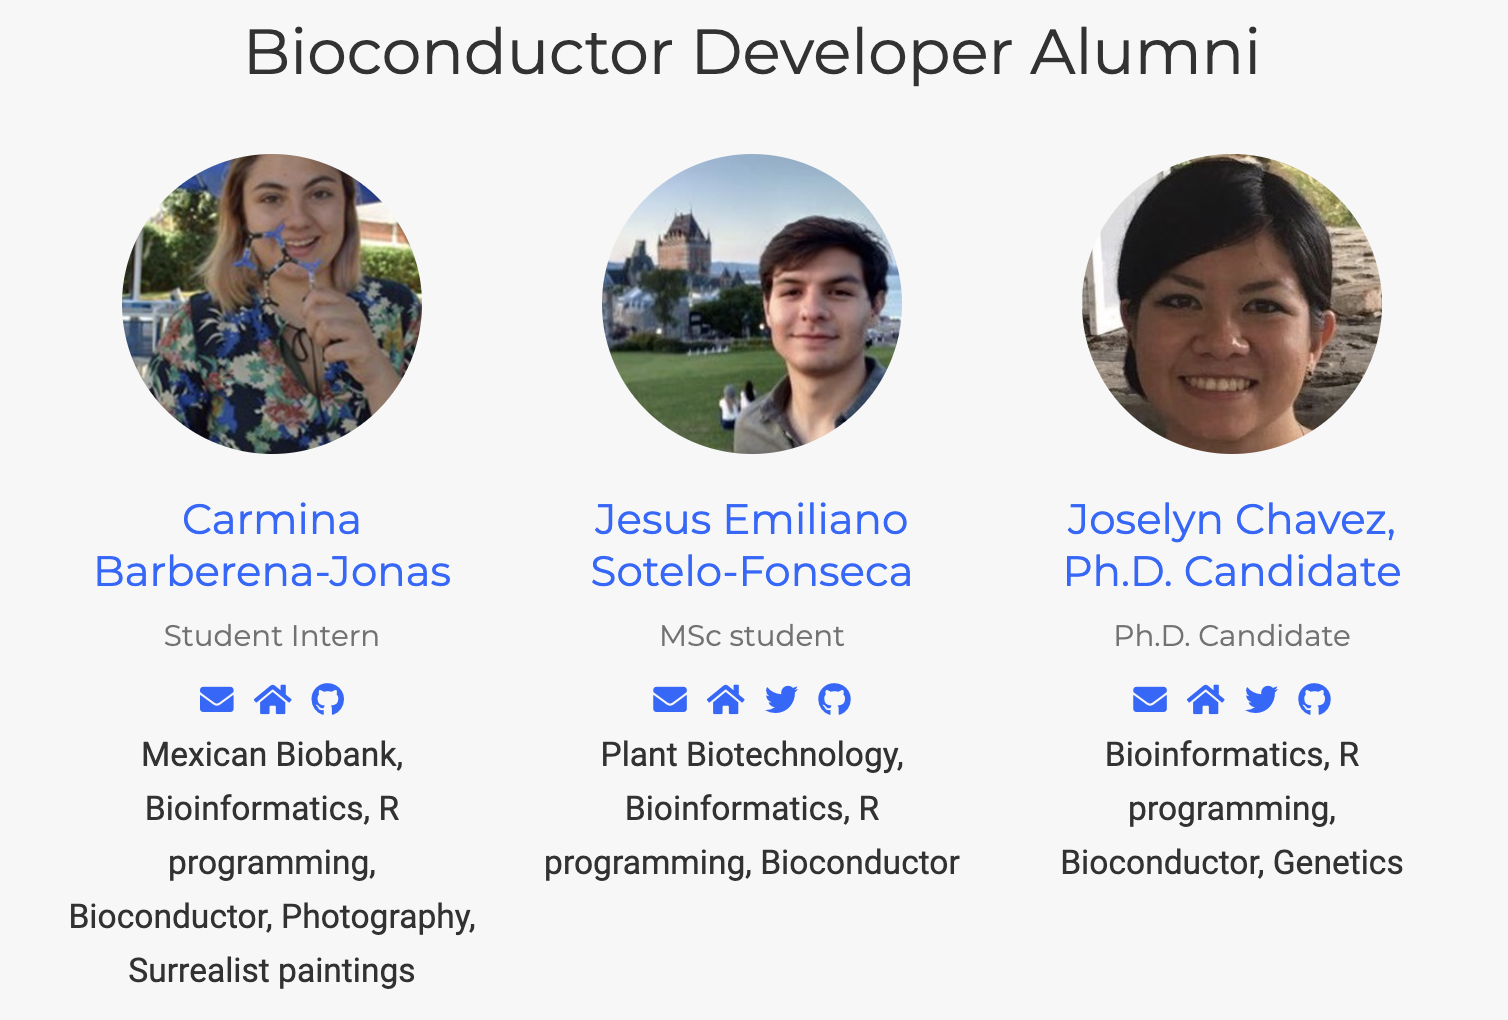 Bioconductor Developer Alumni
Carmina
Barberena-Jonas
Student Intern
Mexican Biobank,
Bioinformatics, R
programming,
Bioconductor, Photography,
Surrealist paintings
Jesus Emiliano
Sotelo-Fonseca
MSc student
Plant Biotechnology,
Bioinformatics, R
programming, Bioconductor
Joselyn Chavez,
Ph.D. Candidate
Ph.D. Candidate
Bioinformatics, R
programming,
Bioconductor, Genetics